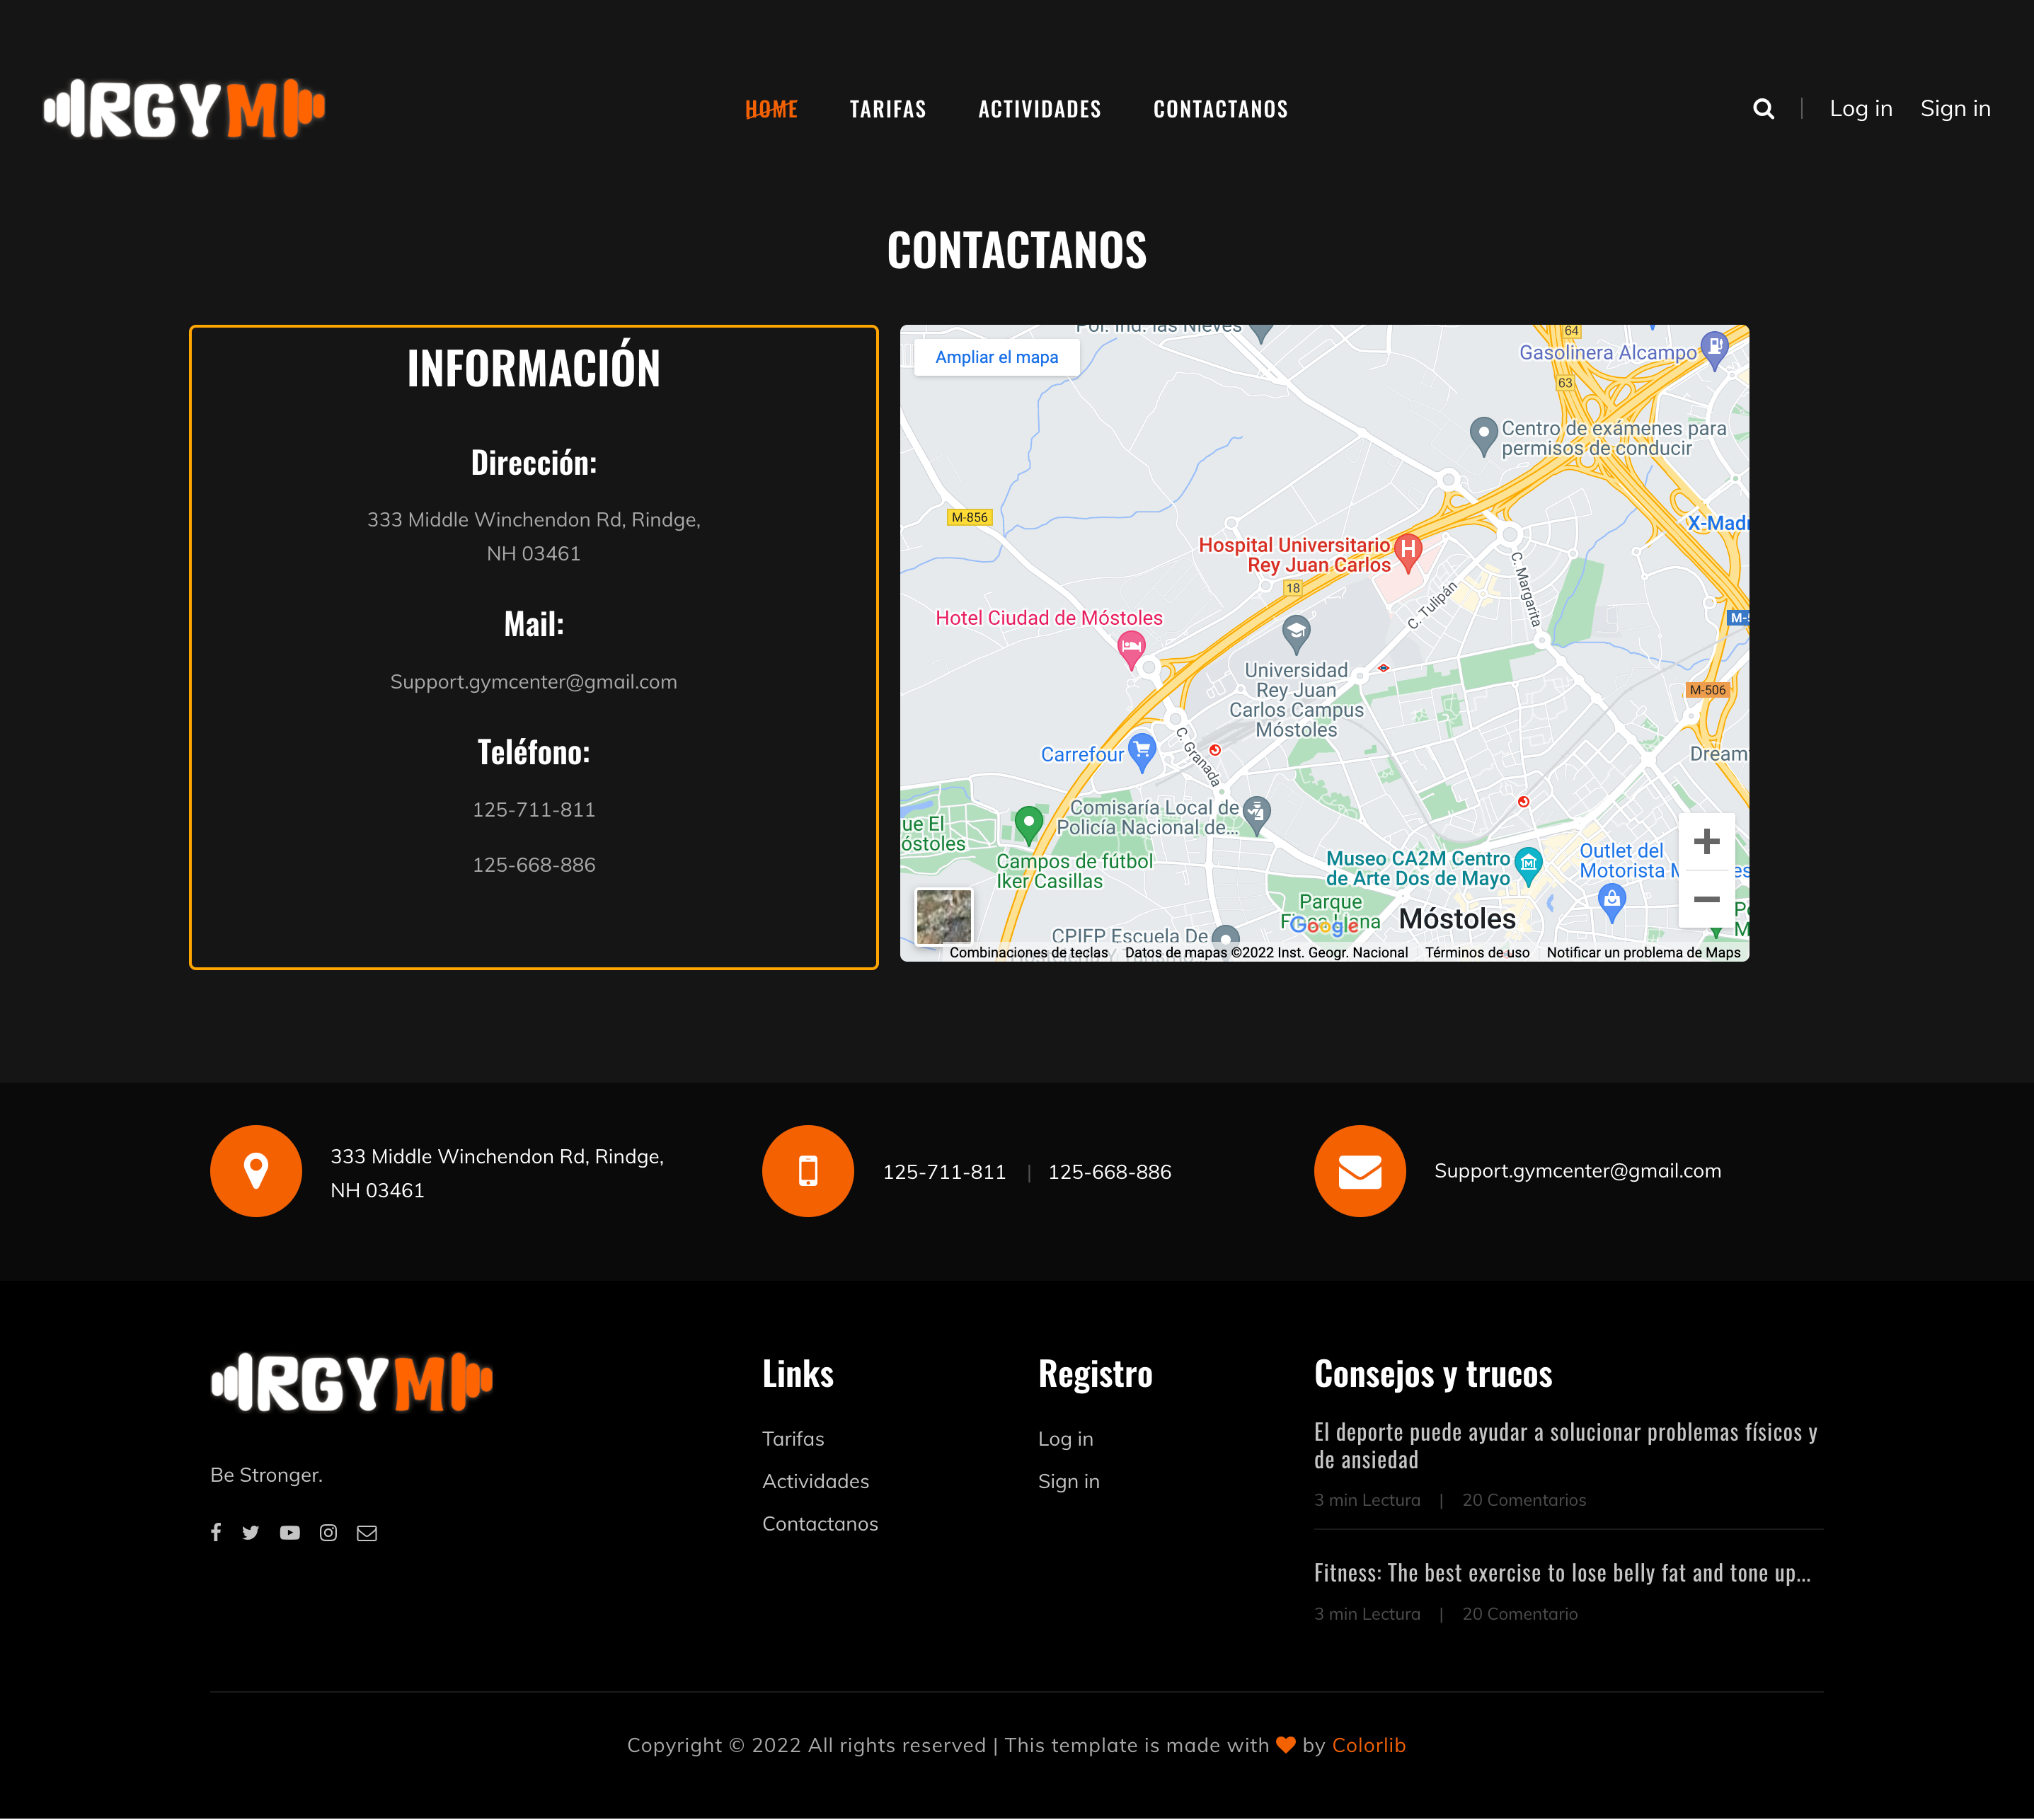 RGYM
HOME
TARIFAS
ACTIVIDADES
CONTACTANOS
Log in
Sign in
CONTACTANOS
INFORMACIÓN
Dirección:
333 Middle Winchendon Rd, Rindge,
NH 03461
Mail:
Support.gymcenter@gmail.com
Teléfono:
125-711-811
125-668-886
Pol. Ind. las Nieves
Ampliar el mapa
64
Gasolinera Alcampo
63
Centro de exámenes para
permisos de conducir
M-856
X-Madr
Hospital Universitario
Rey Juan Carlos
H
18
C. Margarita
C. Tulipán
Hotel Ciudad de Móstoles
M-5
Universidad
Rey Juan
Carlos Campus
Móstoles
M-506
C. Granada
Carrefour
Dream
Comisaría Local de
Policía Nacional de...
ue El
óstoles
Campos de fútbol
Iker Casillas
Museo CA2M Centro
de Arte Dos de Mayo
Outlet del
Motorista M
es
Parque
Finca Liana
Google
Móstoles
CPIFP Escuela De
Combinaciones de teclas
Datos de mapas ©2022 Inst. Geogr. Nacional
Términos de uso
Notificar un problema de Maps
333 Middle Winchendon Rd, Rindge,
NH 03461
125-711-811 | 125-668-886
Support.gymcenter@gmail.com
RGYM
Be Stronger.
Links
Tarifas
Actividades
Contactanos
Registro
Log in
Sign in
Consejos y trucos
El deporte puede ayudar a solucionar problemas físicos y
de ansiedad
3 min Lectura | 20 Comentarios
Fitness: The best exercise to lose belly fat and tone up...
3 min Lectura | 20 Comentario
Copyright © 2022 All rights reserved | This template is made with ♥ by Colorlib